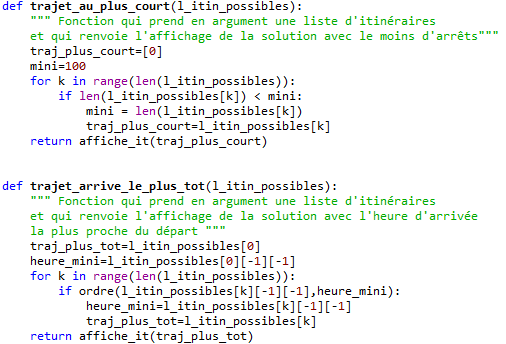 def trajet_au_plus_court(l_itin_possibles):
    """ Fonction qui prend en argument une liste d'itinéraires
    et qui renvoie l'affichage de la solution avec le moins d'arrêts"""
    traj_plus_court=[0]
    mini=100
    for k in range(len(l_itin_possibles)):
        if len(l_itin_possibles[k]) < mini:
            mini = len(l_itin_possibles[k])
            traj_plus_court=l_itin_possibles[k]
    return affiche_it(traj_plus_court)

def trajet_arrive_le_plus_tot(l_itin_possibles):
    """ Fonction qui prend en argument une liste d'itinéraires
    et qui renvoie l'affichage de la solution avec l'heure d'arrivée
    la plus proche du départ """
    traj_plus_tot=l_itin_possibles[0]
    heure_mini=l_itin_possibles[0][-1][-1]
    for k in range(len(l_itin_possibles)):
        if ordre(l_itin_possibles[k][-1][-1],heure_mini):
            heure_mini=l_itin_possibles[k][-1][-1]
            traj_plus_tot=l_itin_possibles[k]
    return affiche_it(traj_plus_tot)